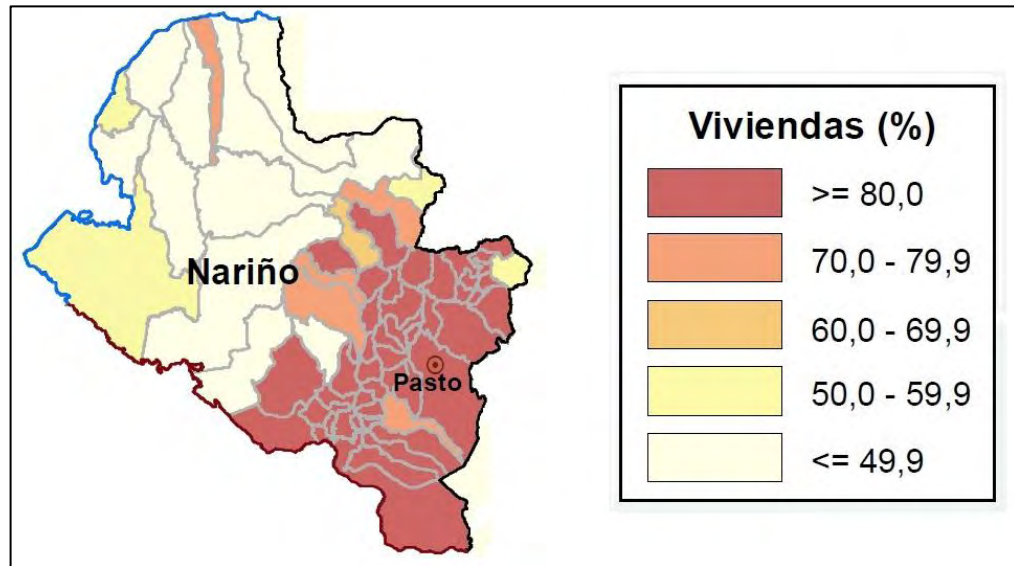 Nariño
Pasto
Viviendas (%)
>= 80,0
70,0 - 79,9
60,0 - 69,9
50,0 - 59,9
<= 49,9